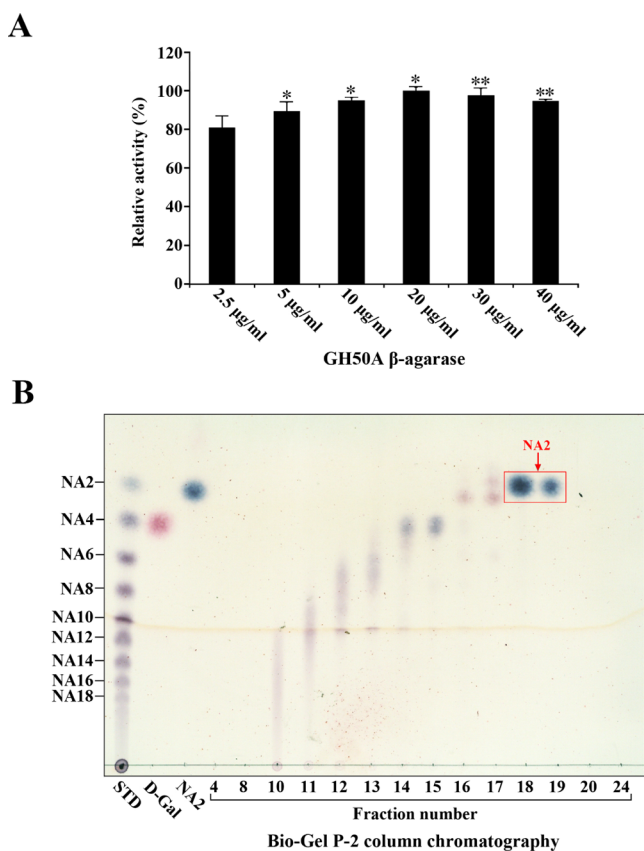 A
120
100
80
60
40
20
0
Relative activity (%)
*
*
*
**
**
2.5 µg/ml
5 µg/ml
10 µg/ml
20 µg/ml
30 µg/ml
40 µg/ml
GH50A β-agarase
B
NA2
NA2
NA4
NA6
NA8
NA10
NA12
NA14
NA16
NA18
STD D-Gal NA2 4 8 10 11 12 13 14 15 16 17 18 19 20 24
Fraction number
Bio-Gel P-2 column chromatography